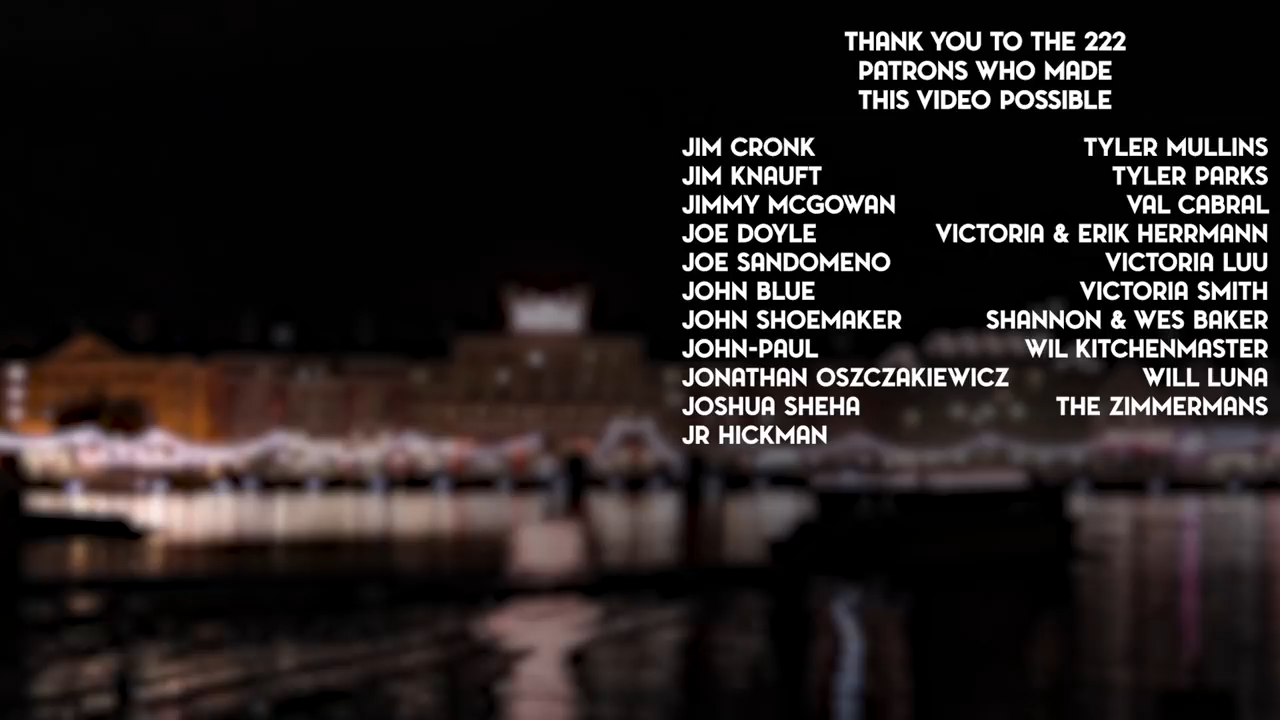 THANK YOU TO THE 222
PATRONS WHO MADE
THIS VIDEO POSSIBLE
JIM CRONK
JIM KNAUFT
JIMMY MCGOWAN
JOE DOYLE
JOE SANDOMENO
JOHN BLUE
JOHN SHOEMAKER
JOHN-PAUL
JONATHAN OSZCZAKIEWICZ
JOSHUA SHEHA
JR HICKMAN
TYLER MULLINS
TYLER PARKS
VAL CABRAL
VICTORIA & ERIK HERRMANN
VICTORIA LUU
VICTORIA SMITH
SHANNON & WES BAKER
WIL KITCHENMASTER
WILL LUNA
THE ZIMMERMANS